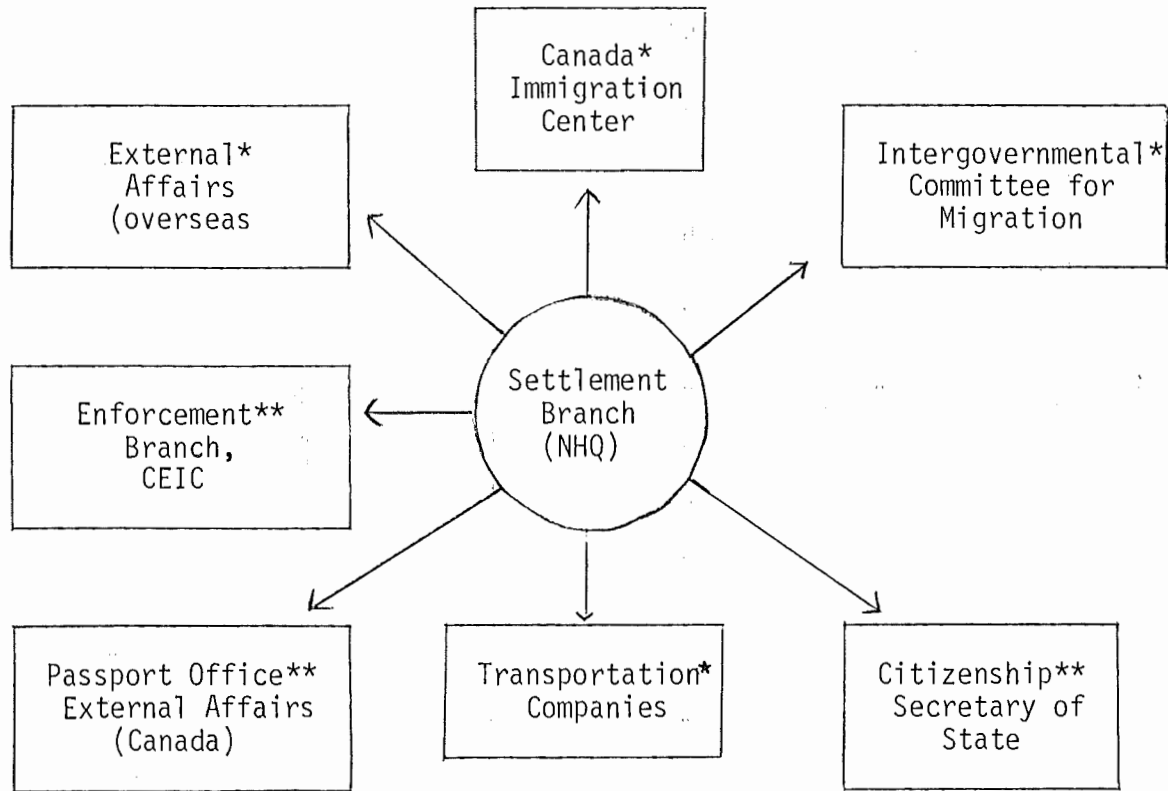 Canada*
Immigration
Center
External*
Affairs
(overseas
Intergovernmental*
Committee for
Migration
Settlement
Branch
(NHQ)
Enforcement**
Branch,
CEIC
Passport Office**
External Affairs
(Canada)
Transportation*
Companies
Citizenship**
Secretary of
State